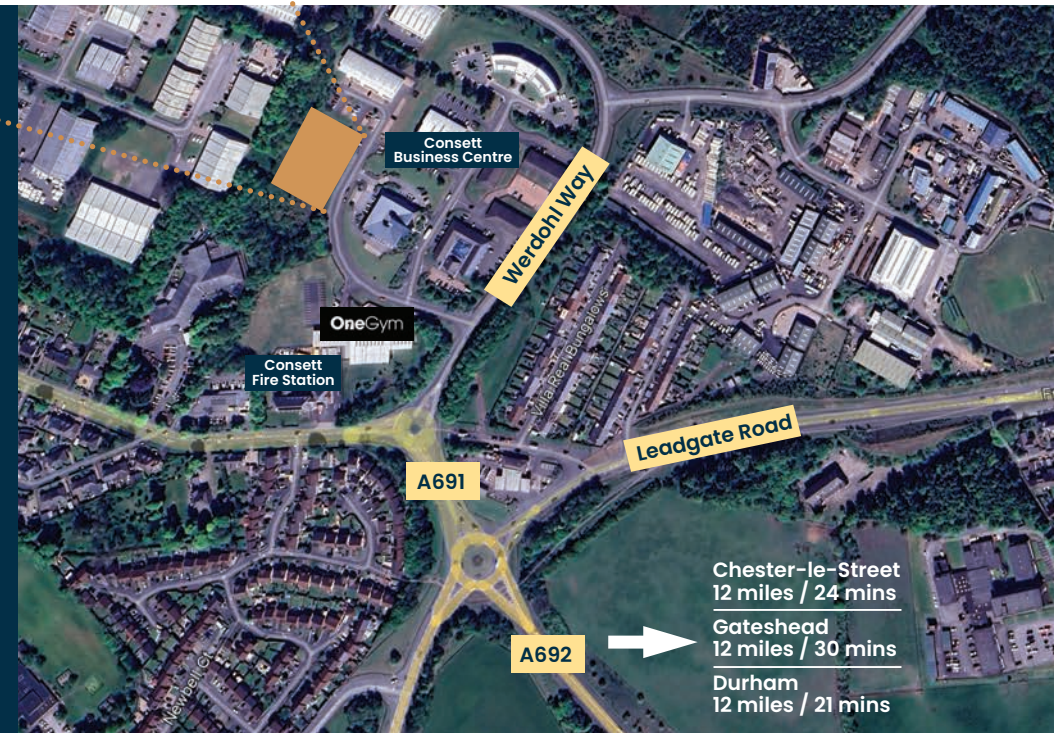 Consett
Business Centre
Werdohl Way
OneGym
Consett
Fire Station
Villa Real Bungalows
Leadgate Road
A691
Chester-le-Street
12 miles / 24 mins
Gateshead
12 miles / 30 mins
A692
Durham
12 miles / 21 mins
Newbell Ct